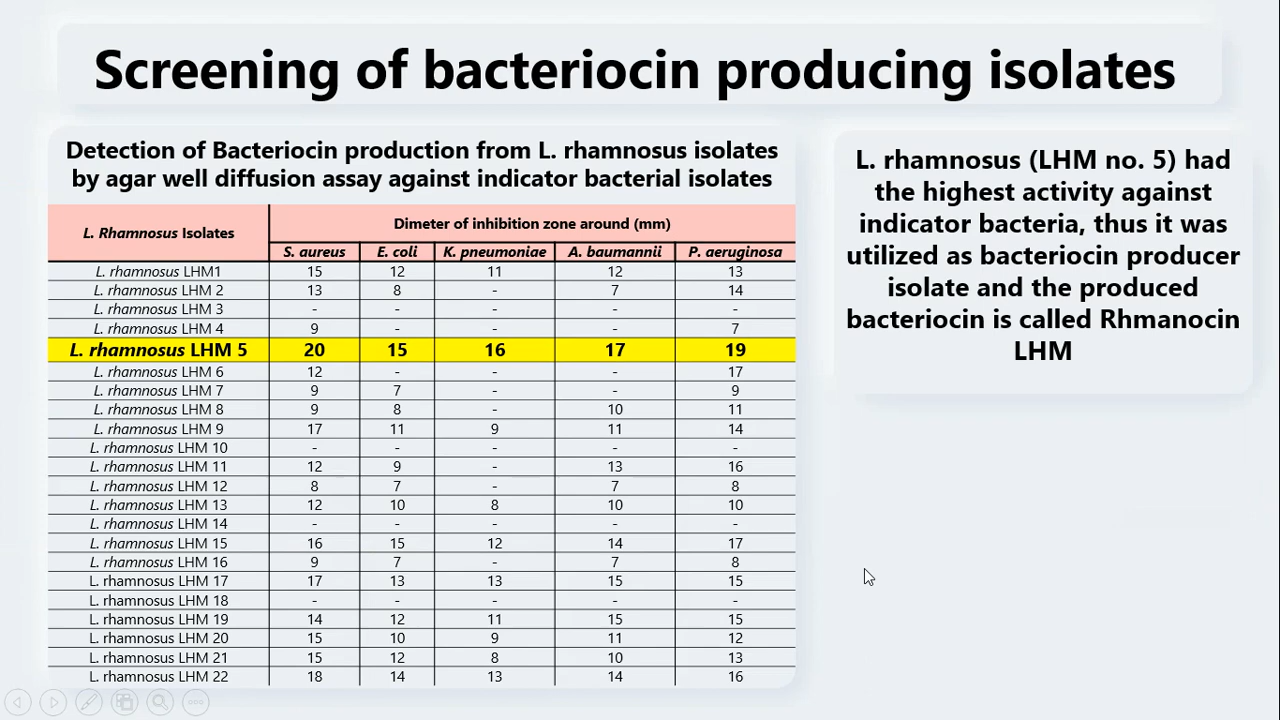 Screening of bacteriocin producing isolates
Detection of Bacteriocin production from L. rhamnosus isolates
by agar well diffusion assay against indicator bacterial isolates
L. Rhamnosus Isolates
Dimeter of inhibition zone around (mm)
S. aureus E. coli K. pneumoniae A. baumannii P. aeruginosa
L. rhamnosus LHM1 15 12 11 12 13
L. rhamnosus LHM 2 13 8 - 7 14
L. rhamnosus LHM 3 - - - - -
L. rhamnosus LHM 4 9 - - - 7
L. rhamnosus LHM 5 20 15 16 17 19
L. rhamnosus LHM 6 12 - - - 17
L. rhamnosus LHM 7 9 7 - - 9
L. rhamnosus LHM 8 9 8 - 10 11
L. rhamnosus LHM 9 17 11 9 11 14
L. rhamnosus LHM 10 - - - - -
L. rhamnosus LHM 11 12 9 - 13 16
L. rhamnosus LHM 12 8 7 - 7 8
L. rhamnosus LHM 13 12 10 8 10 10
L. rhamnosus LHM 14 - - - - -
L. rhamnosus LHM 15 16 15 12 14 17
L. rhamnosus LHM 16 9 7 - 7 8
L. rhamnosus LHM 17 17 13 13 15 15
L. rhamnosus LHM 18 - - - - -
L. rhamnosus LHM 19 14 12 11 15 15
L. rhamnosus LHM 20 15 10 9 11 12
L. rhamnosus LHM 21 15 12 8 10 13
L. rhamnosus LHM 22 18 14 13 14 16
L. rhamnosus (LHM no. 5) had
the highest activity against
indicator bacteria, thus it was
utilized as bacteriocin producer
isolate and the produced
bacteriocin is called Rhmanocin
LHM